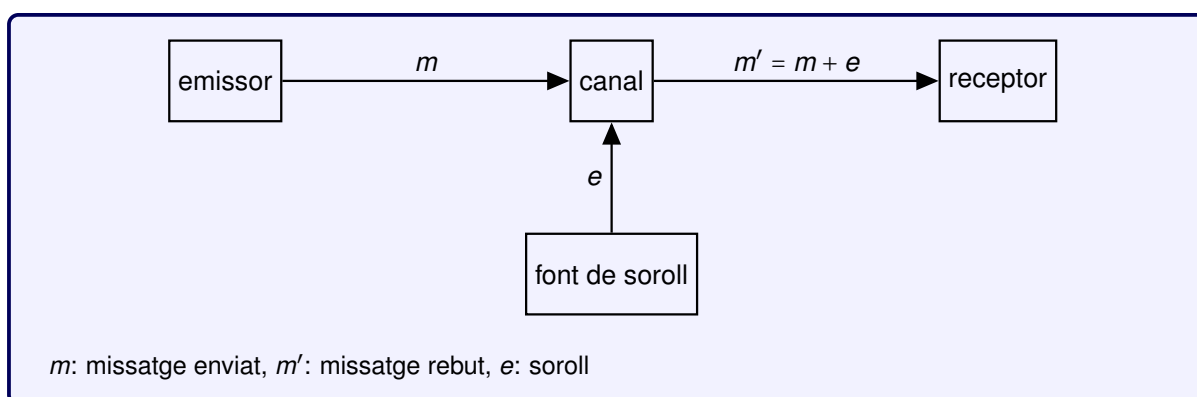 emissor
m
canal
m′ = m + e
receptor
e
font de soroll
m: missatge enviat, m′: missatge rebut, e: soroll